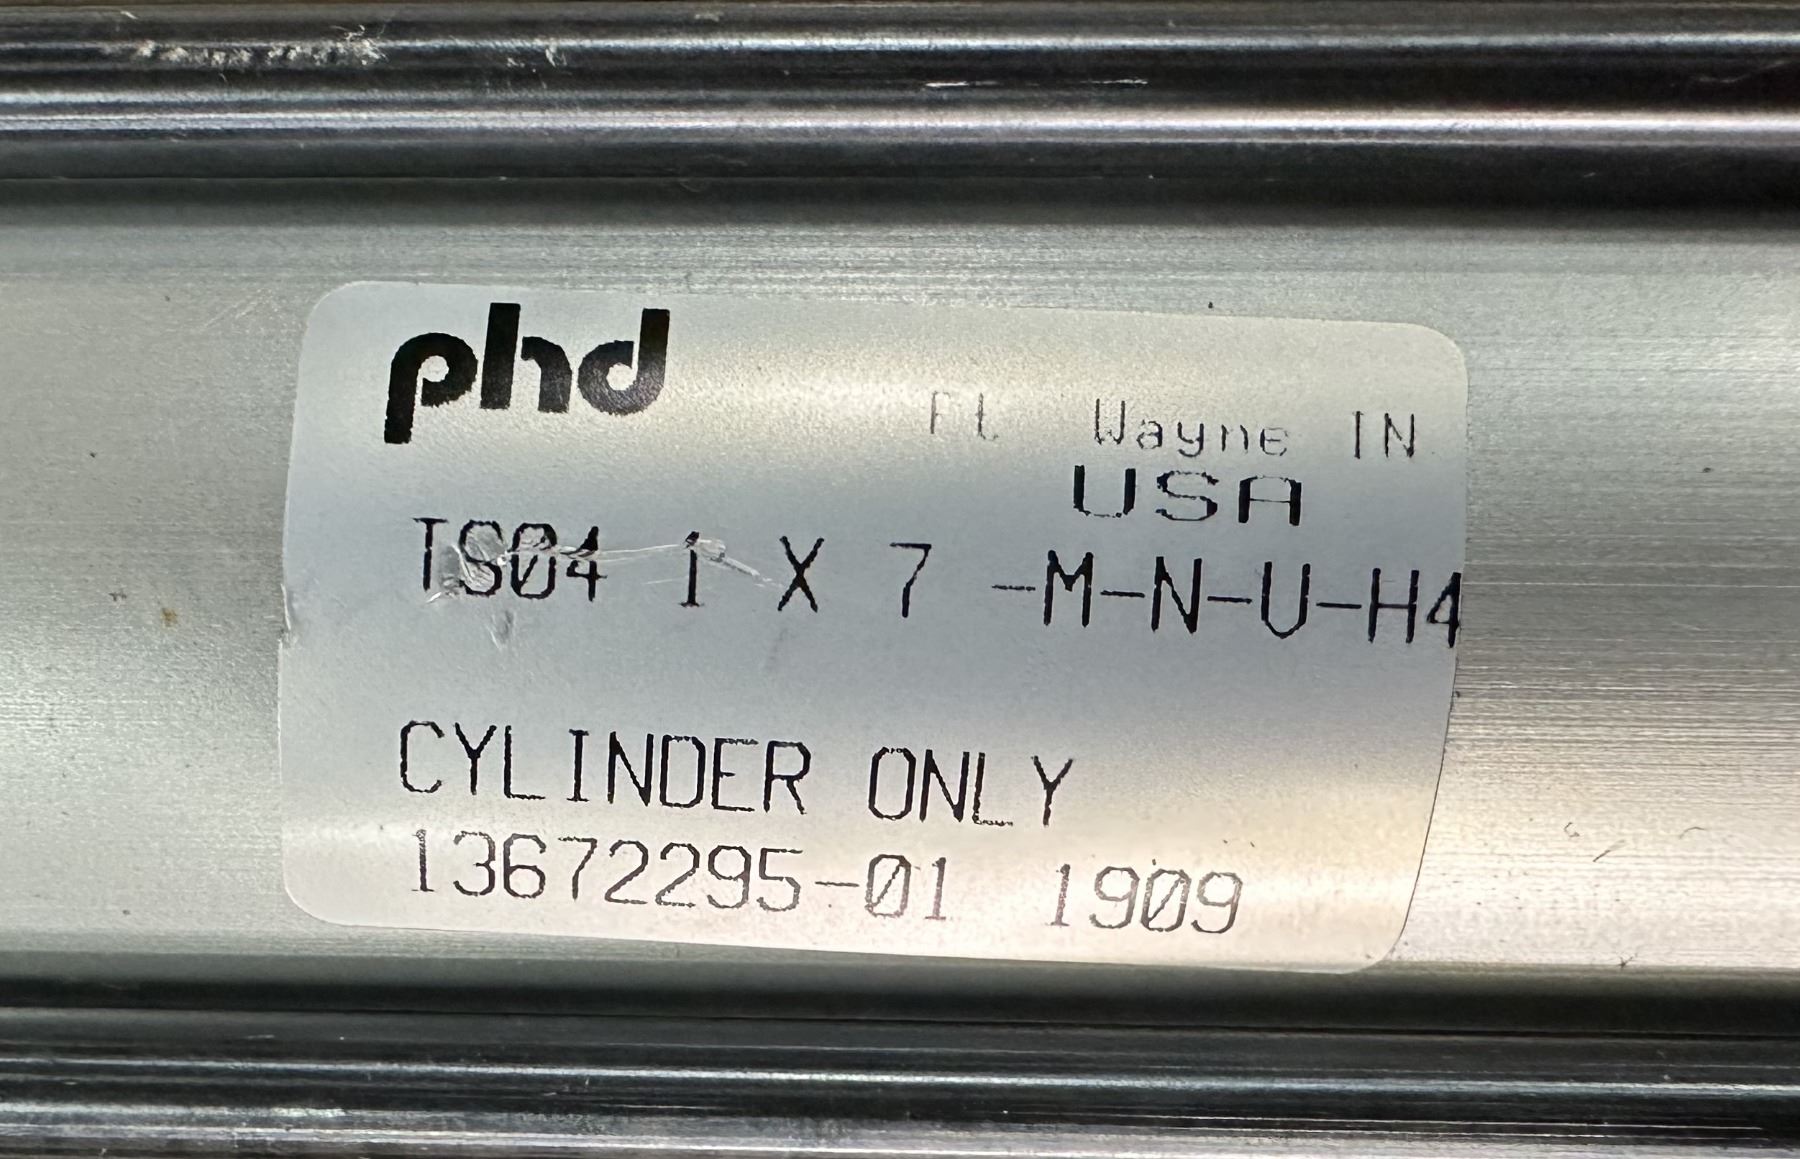 phd
Ft Wayne IN
USA
TS04 1 X 7 -M-N-U-H4
CYLINDER ONLY
13672295-01 1909